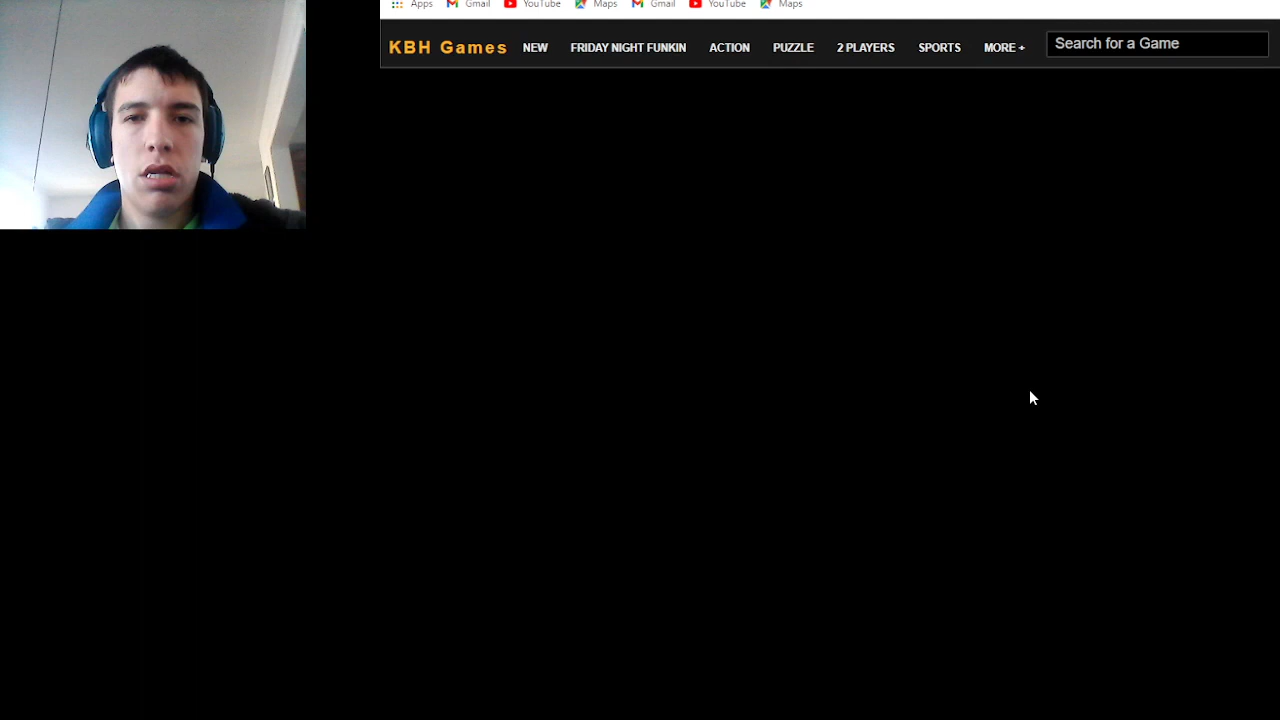 Apps Gmail YouTube Maps Gmail YouTube Maps
KBH Games NEW FRIDAY NIGHT FUNKIN ACTION PUZZLE 2 PLAYERS SPORTS MORE + Search for a Game